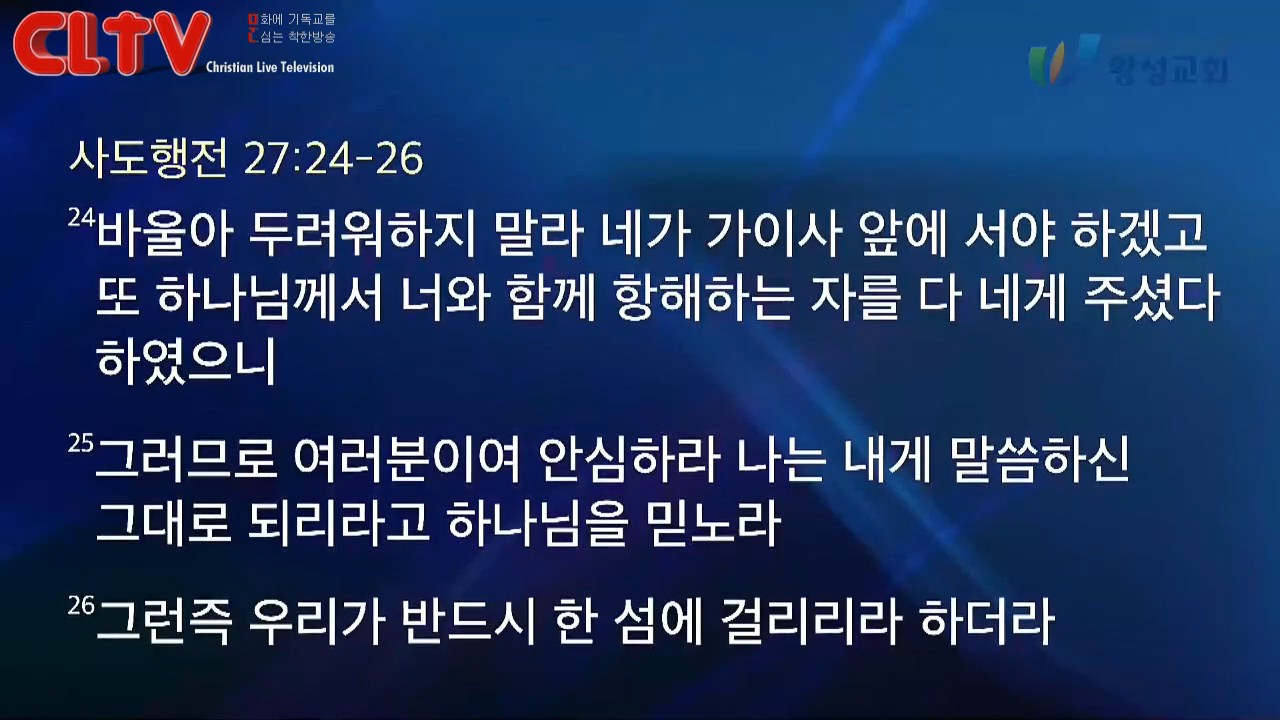 CLTV
문화에 기독교를
심는 착한방송
Christian Live Television
왕성교회
사도행전 27:24-26
24바울아 두려워하지 말라 네가 가이사 앞에 서야 하겠고
또 하나님께서 너와 함께 항해하는 자를 다 네게 주셨다
하였으니
25그러므로 여러분이여 안심하라 나는 내게 말씀하신
그대로 되리라고 하나님을 믿노라
26그런즉 우리가 반드시 한 섬에 걸리리라 하더라